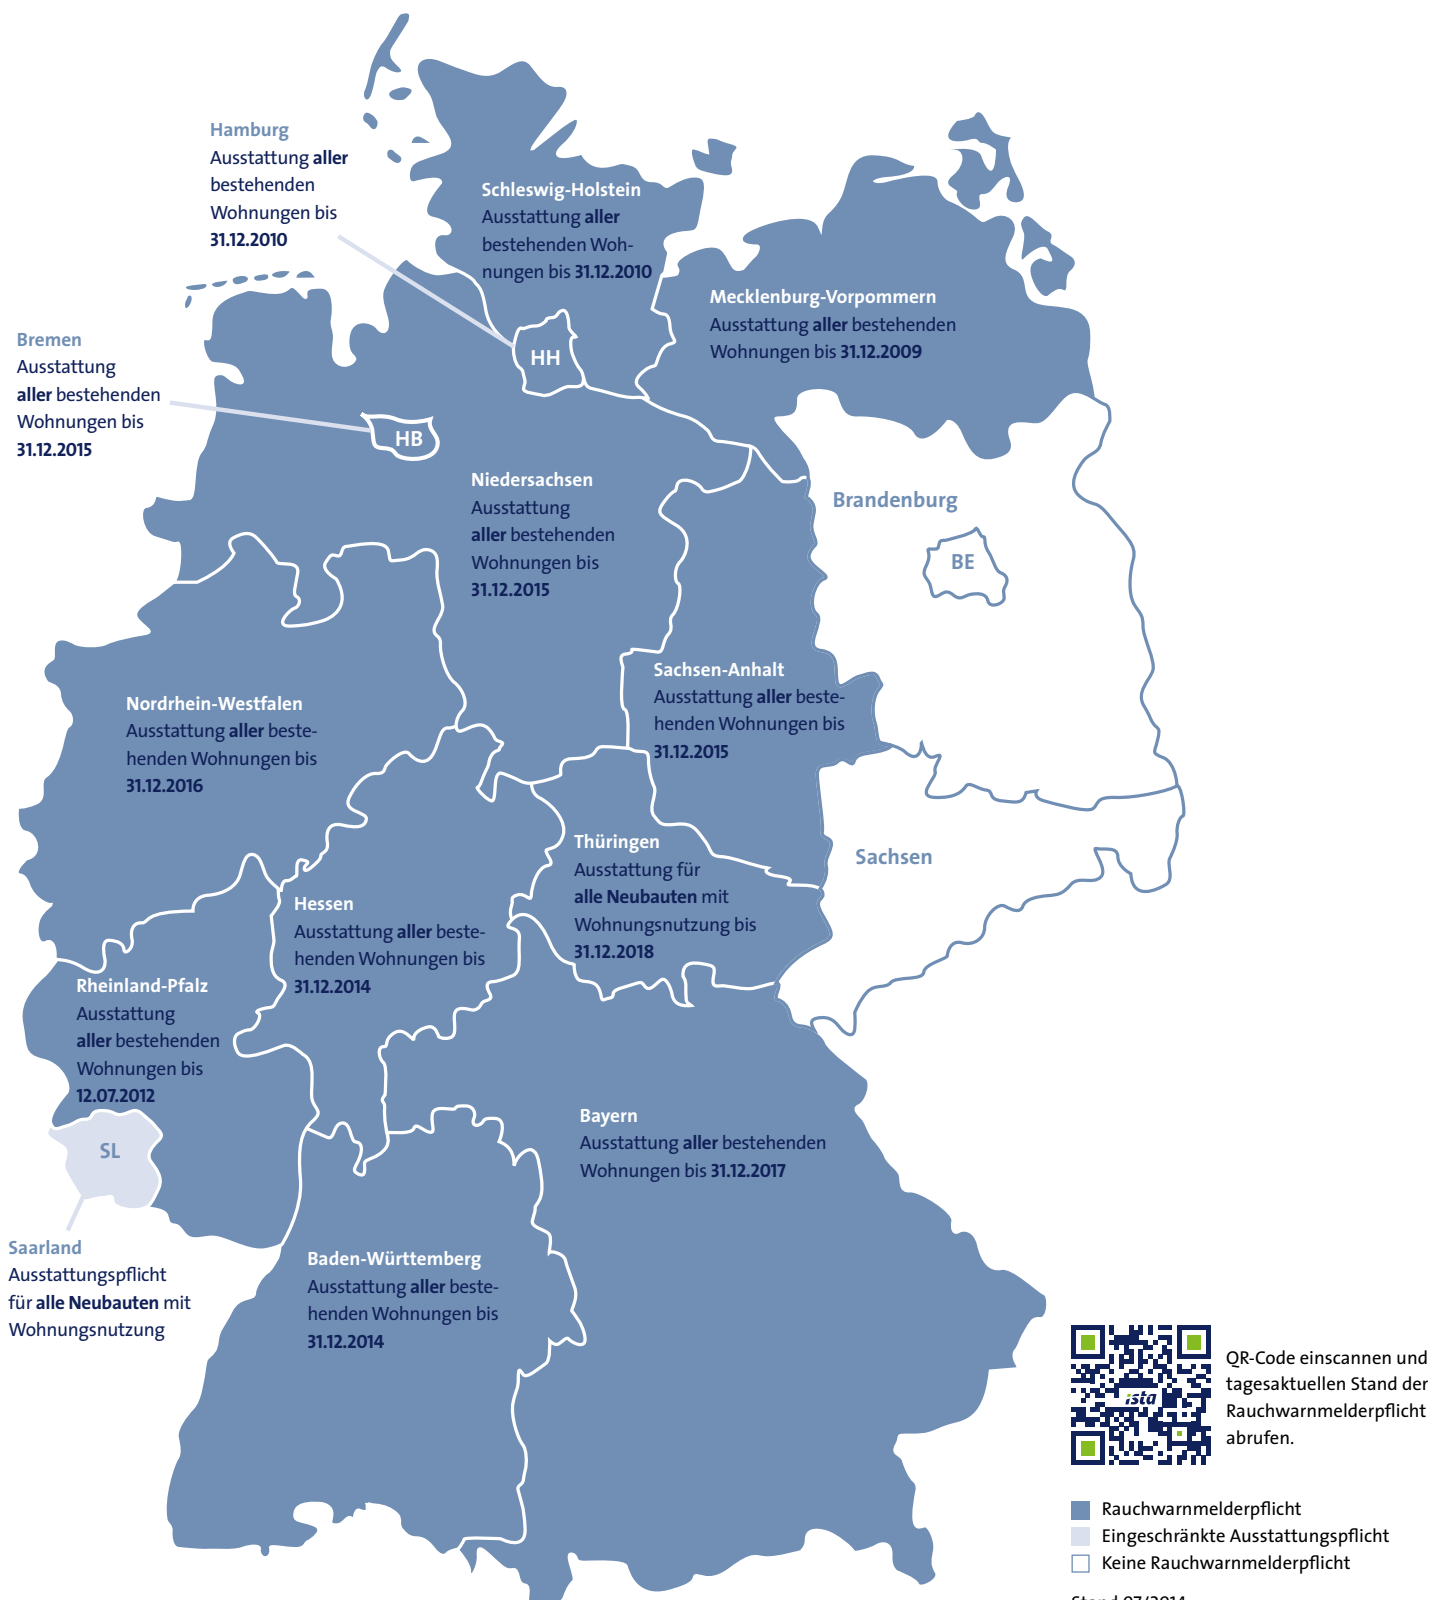 Hamburg
Ausstattung aller
bestehenden
Wohnungen bis
31.12.2010
Schleswig-Holstein
Ausstattung aller
bestehenden Woh-
nungen bis 31.12.2010
Mecklenburg-Vorpommern
Ausstattung aller bestehenden
Wohnungen bis 31.12.2009
Bremen
Ausstattung
aller bestehenden
Wohnungen bis
31.12.2015
HH
HB
Niedersachsen
Ausstattung
aller bestehenden
Wohnungen bis
31.12.2015
Brandenburg
BE
Sachsen-Anhalt
Ausstattung aller beste-
henden Wohnungen bis
31.12.2015
Nordrhein-Westfalen
Ausstattung aller beste-
henden Wohnungen bis
31.12.2016
Thüringen
Ausstattung für
alle Neubauten mit
Wohnungsnutzung bis
31.12.2018
Sachsen
Hessen
Ausstattung aller beste-
henden Wohnungen bis
31.12.2014
Rheinland-Pfalz
Ausstattung
aller bestehenden
Wohnungen bis
12.07.2012
SL
Bayern
Ausstattung aller bestehenden
Wohnungen bis 31.12.2017
Saarland
Ausstattungspflicht
für alle Neubauten mit
Wohnungsnutzung
Baden-Württemberg
Ausstattung aller beste-
henden Wohnungen bis
31.12.2014
ista
QR-Code einscannen und
tagesaktuellen Stand der
Rauchwarnmelderpflicht
abrufen.
Rauchwarnmelderpflicht
Eingeschränkte Ausstattungspflicht
Keine Rauchwarnmelderpflicht
Stand 07/2014